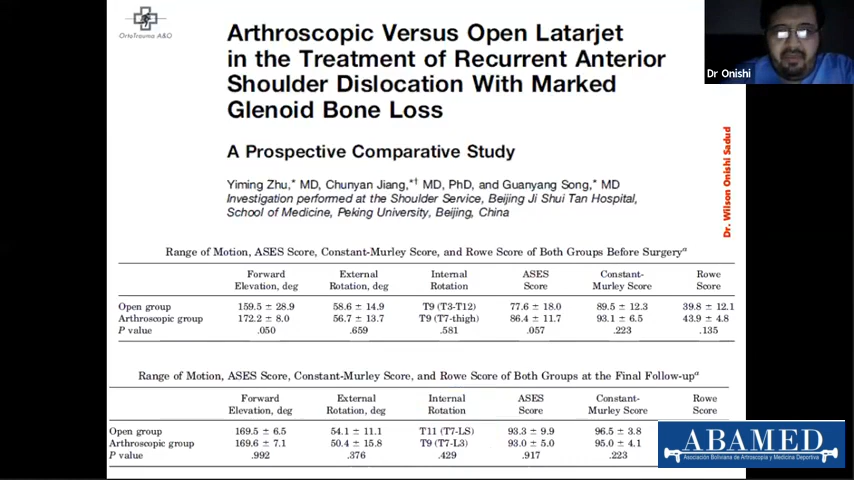 OrtoTrauma A&O
Arthroscopic Versus Open Latarjet
in the Treatment of Recurrent Anterior
Shoulder Dislocation With Marked
Glenoid Bone Loss
A Prospective Comparative Study
Yiming Zhu,* MD, Chunyan Jiang,*† MD, PhD, and Guanyang Song,* MD
Investigation performed at the Shoulder Service, Beijing Ji Shui Tan Hospital,
School of Medicine, Peking University, Beijing, China
Dr. Wilson Onishi Sadud
Dr Onishi
Range of Motion, ASES Score, Constant-Murley Score, and Rowe Score of Both Groups Before Surgeryᵃ
Forward External Internal ASES Constant- Rowe
Elevation, deg Rotation, deg Rotation Score Murley Score Score
Open group 159.5 ± 28.9 58.6 ± 14.9 T9 (T3-T12) 77.6 ± 18.0 89.5 ± 12.3 39.8 ± 12.1
Arthroscopic group 172.2 ± 8.0 56.7 ± 13.7 T9 (T7-thigh) 86.4 ± 11.7 93.1 ± 6.5 43.9 ± 4.8
P value .050 .659 .581 .057 .223 .135
Range of Motion, ASES Score, Constant-Murley Score, and Rowe Score of Both Groups at the Final Follow-upᵃ
Forward External Internal ASES Constant- Rowe
Elevation, deg Rotation, deg Rotation Score Murley Score Score
Open group 169.5 ± 6.5 54.1 ± 11.1 T11 (T7-LS) 93.3 ± 9.9 96.5 ± 3.8
Arthroscopic group 169.6 ± 7.1 50.4 ± 15.8 T9 (T7-L3) 93.0 ± 5.0 95.0 ± 4.1
P value .992 .376 .429 .917 .223
ABAMED
Asociación Boliviana de Artroscopia y Medicina Deportiva